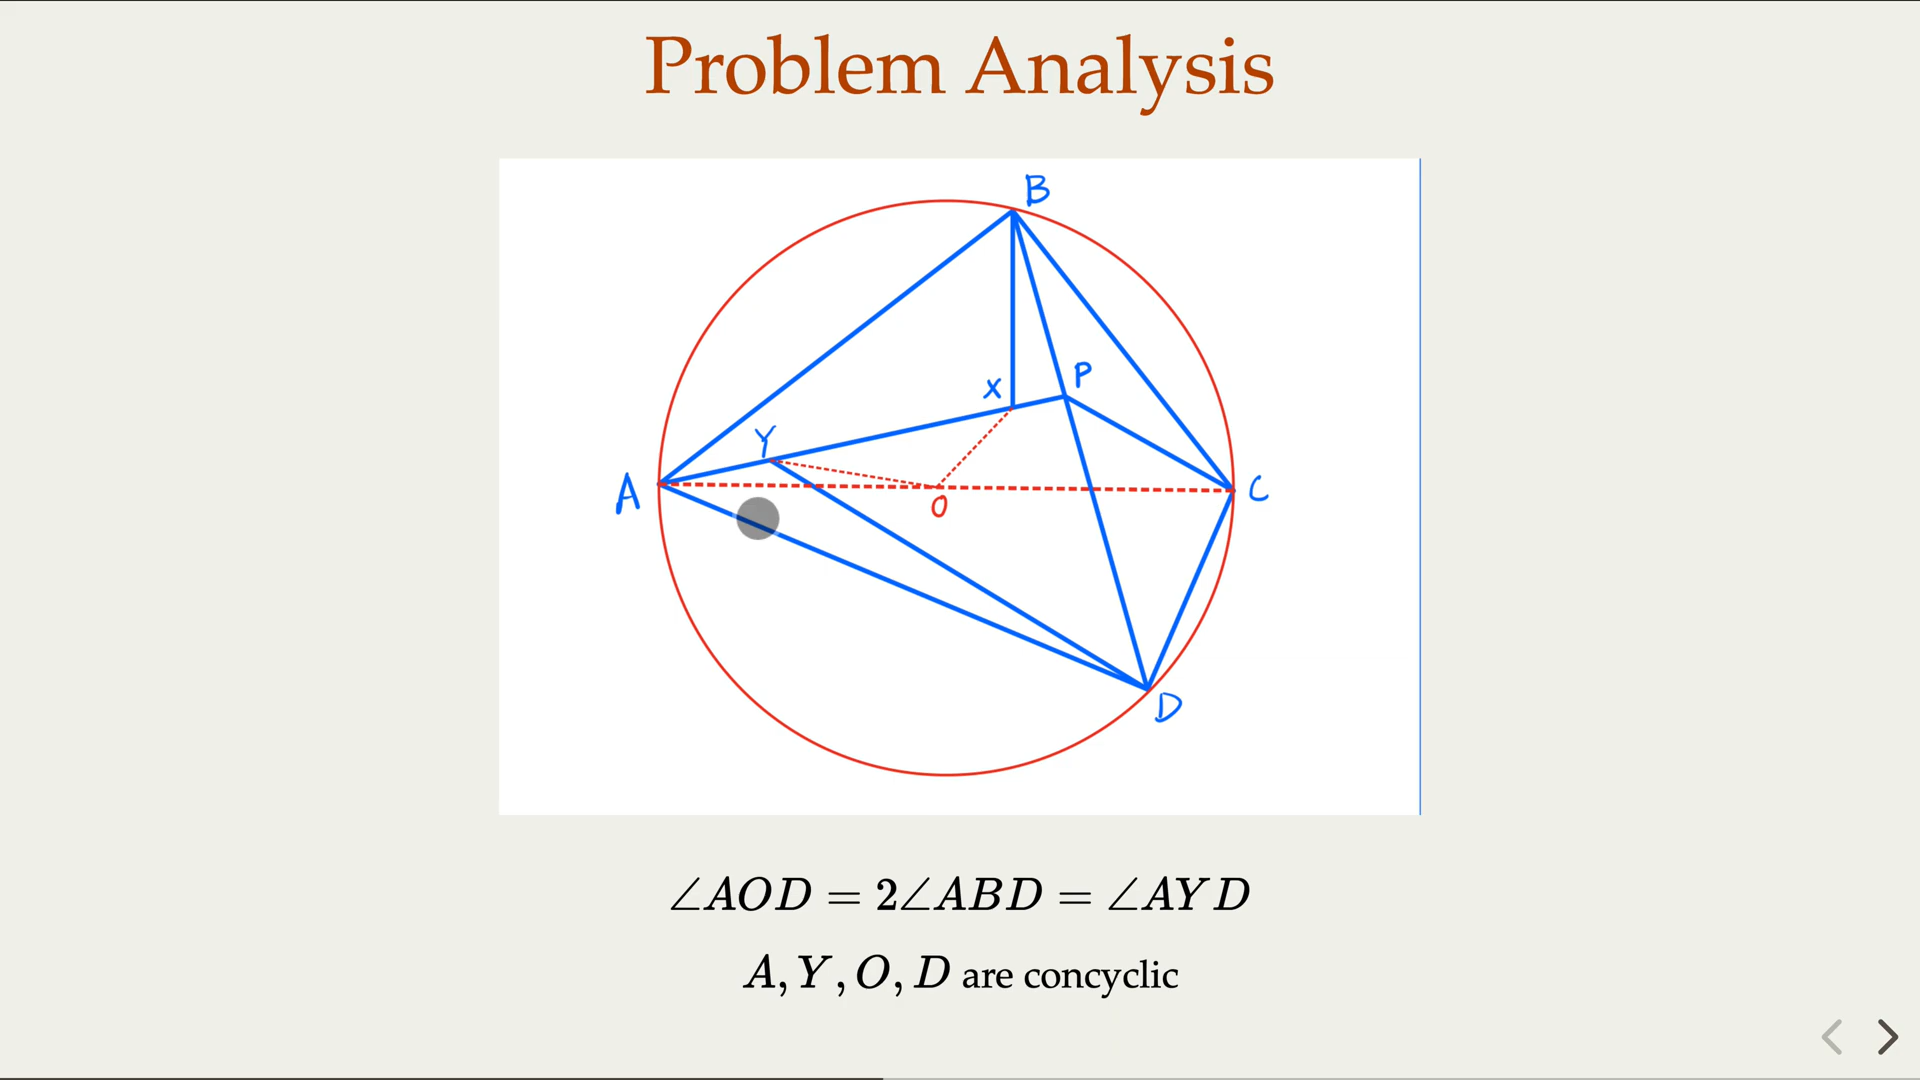 Problem Analysis
B
P
X
Y
A
O
C
D
∠AOD = 2∠ABD = ∠AYD
A, Y, O, D are concyclic